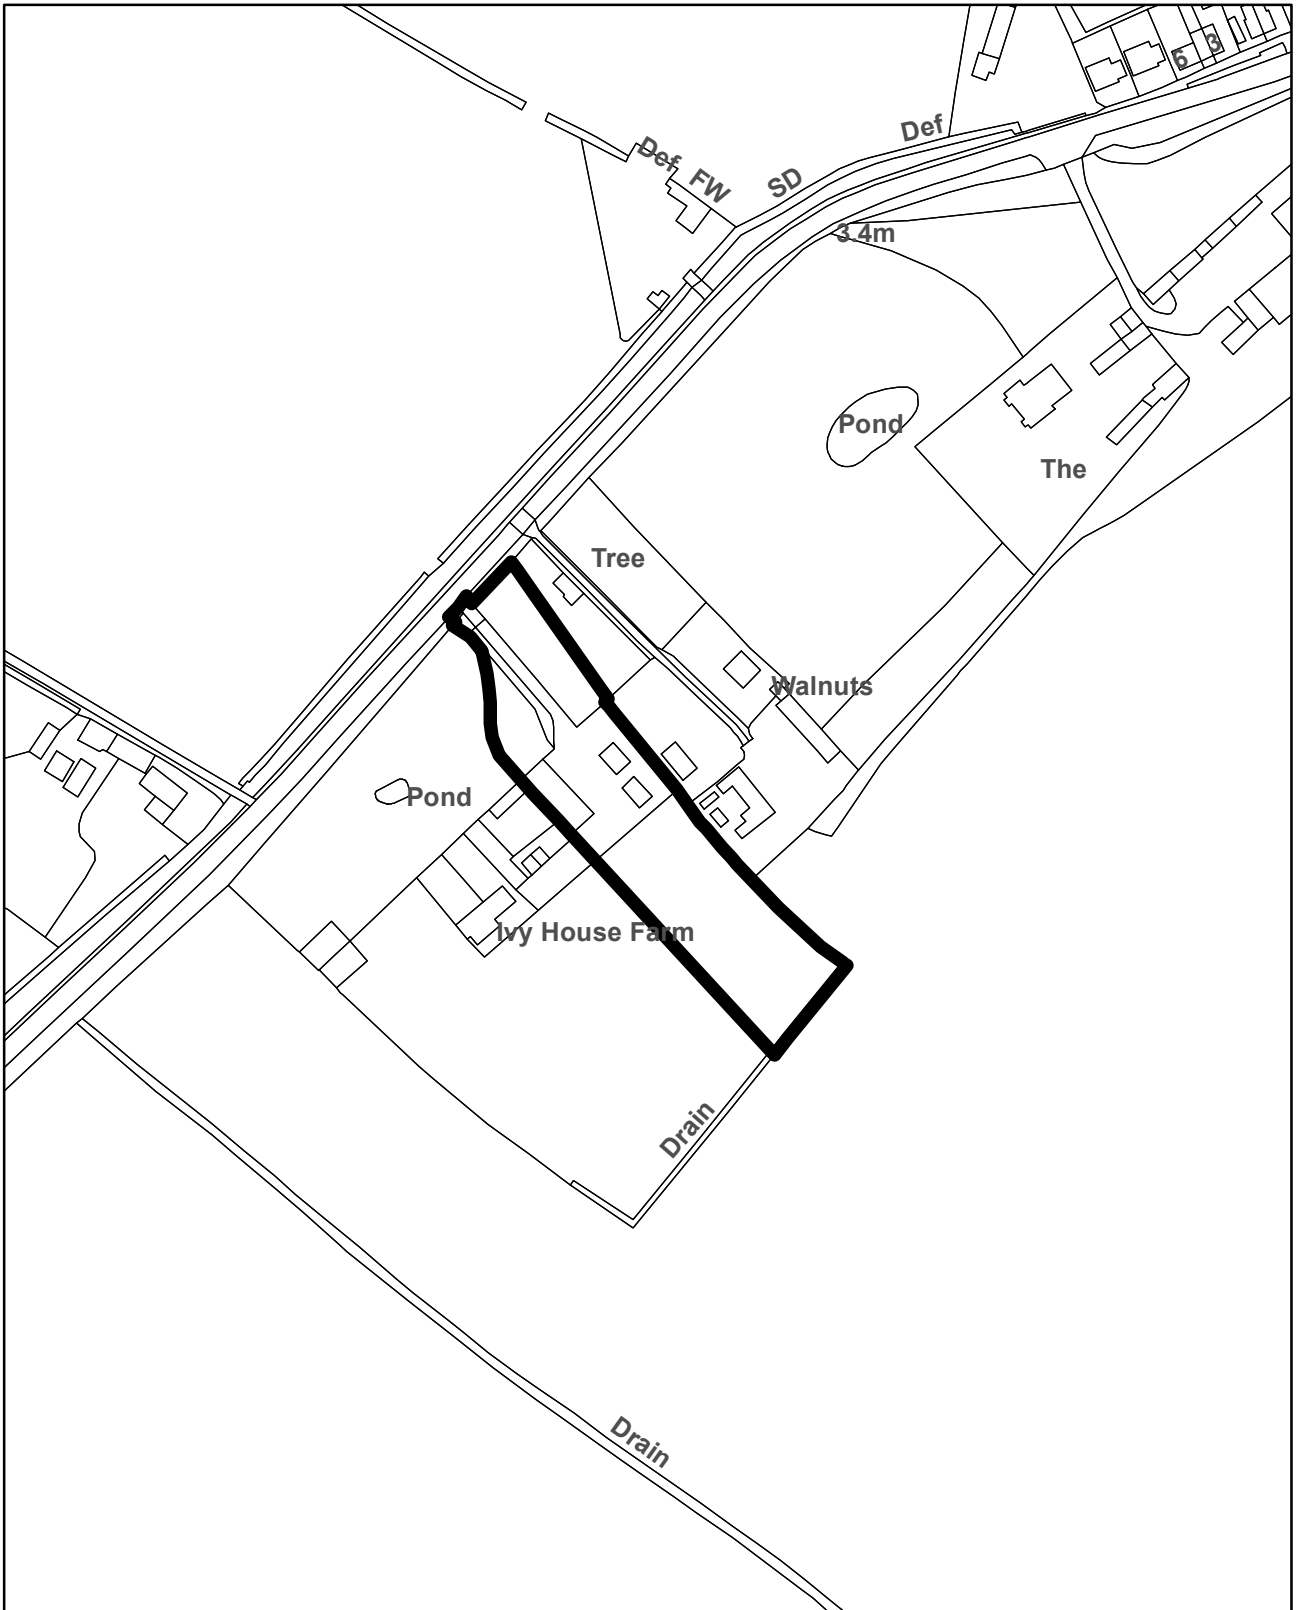 6
3
Def
Def
FW
SD
3.4m
Pond
The
Tree
Walnuts
Pond
Ivy House Farm
Drain
Drain